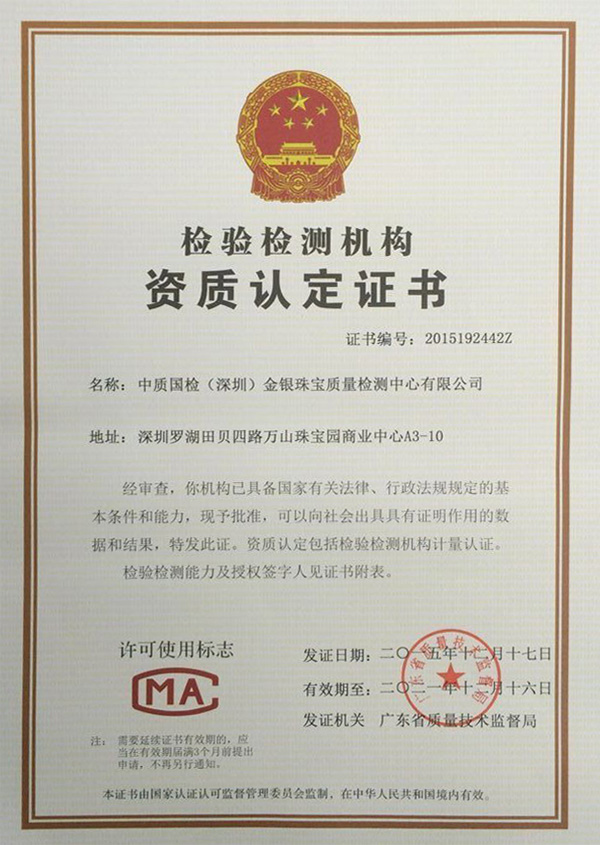 检验检测机构
资质认定证书
证书编号：2015192442Z
名称：中质国检（深圳）金银珠宝质量检测中心有限公司
地址：深圳罗湖田贝四路万山珠宝园商业中心A3-10
经审查，你机构已具备国家有关法律、行政法规规定的基
本条件和能力，现予批准，可以向社会出具具有证明作用的数
据和结果，特发此证。资质认定包括检验检测机构计量认证。
检验检测能力及授权签字人见证书附表。
许可使用标志
MA
注：需要延续证书有效期的，应
当在有效期届满3个月前提出
申请，不再另行通知。
发证日期：二〇一五年十二月十七日
有效期至：二〇二一年十二月十六日
发证机关 广东省质量技术监督局
广东省质量技术监督局
本证书由国家认证认可监督管理委员会监制，在中华人民共和国境内有效。